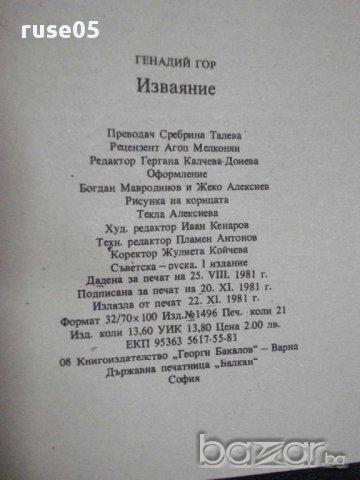 ruse05
ГЕНАДИЙ ГОР
Изваяние
Преводач Сребрина Талева
Рецензент Агоп Мелконян
Редактор Гергана Калчева-Донева
Оформление
Богдан Мавродинов и Жеко Алексиев
Рисунка на корицата
Текла Алексиева
Худ. редактор Иван Кенаров
Техн. редактор Пламен Антонов
Коректор Жулиета Койчева
Съветска – руска. I издание
Дадена за печат на 25. VIII. 1981 г.
Подписана за печат на 20. XI. 1981 г.
Излязла от печат 22. XI. 1981 г.
Формат 32/70 × 100 Изд.№1496 Печ. коли 21
Изд. коли 13,60 УИК 13,80 Цена 2.00 лв.
ЕКП 95363 5617-55-81
08 Книгоиздателство „Георги Бакалов" – Варна
Държавна печатница „Балкан"
София
bazar.bg